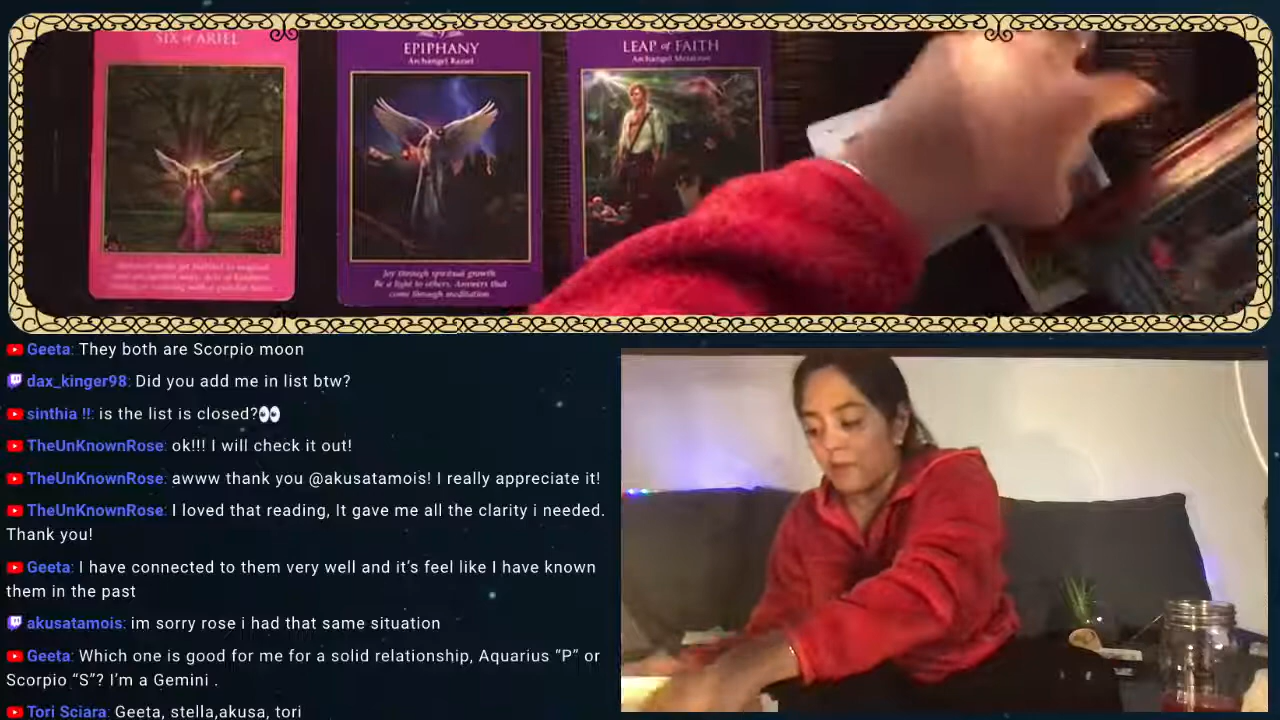 SIX of ARIEL
EPIPHANY
Archangel Raziel
Joy through spiritual growth
Be a light to others. Answers that
come through meditation.
LEAP of FAITH
Archangel Metatron
Geeta: They both are Scorpio moon
dax_kinger98: Did you add me in list btw?
sinthia !!: is the list is closed?👀
TheUnKnownRose: ok!!! I will check it out!
TheUnKnownRose: awww thank you @akusatamois! I really appreciate it!
TheUnKnownRose: I loved that reading, It gave me all the clarity i needed.
Thank you!
Geeta: I have connected to them very well and it’s feel like I have known
them in the past
akusatamois: im sorry rose i had that same situation
Geeta: Which one is good for me for a solid relationship, Aquarius “P” or
Scorpio “S”? I’m a Gemini .
Tori Sciara: Geeta, stella,akusa, tori